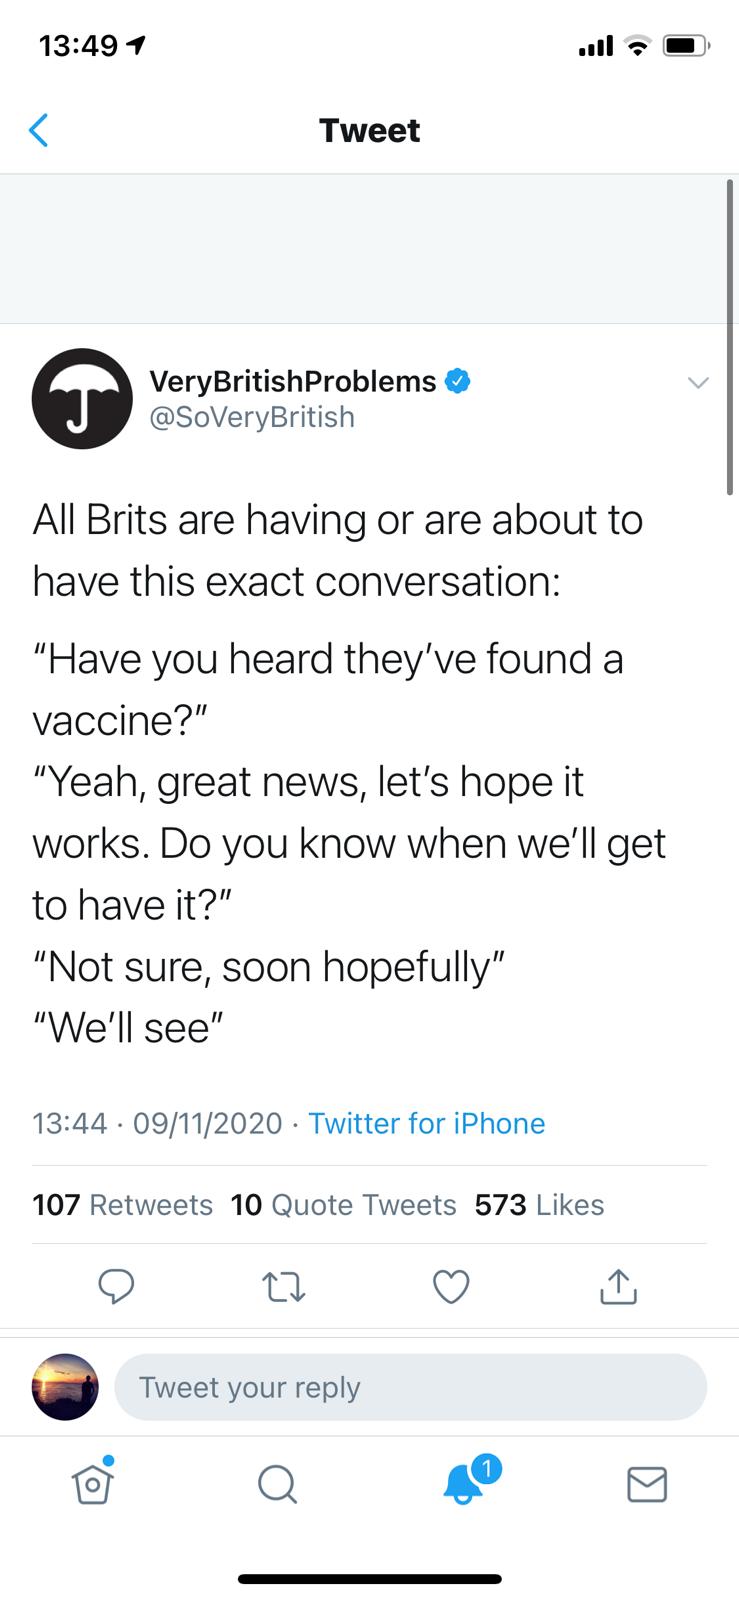 13:49
Tweet
VeryBritishProblems
@SoVeryBritish
All Brits are having or are about to
have this exact conversation:
“Have you heard they’ve found a
vaccine?”
“Yeah, great news, let’s hope it
works. Do you know when we’ll get
to have it?”
“Not sure, soon hopefully”
“We’ll see”
13:44 · 09/11/2020 · Twitter for iPhone
107 Retweets 10 Quote Tweets 573 Likes
Tweet your reply
1